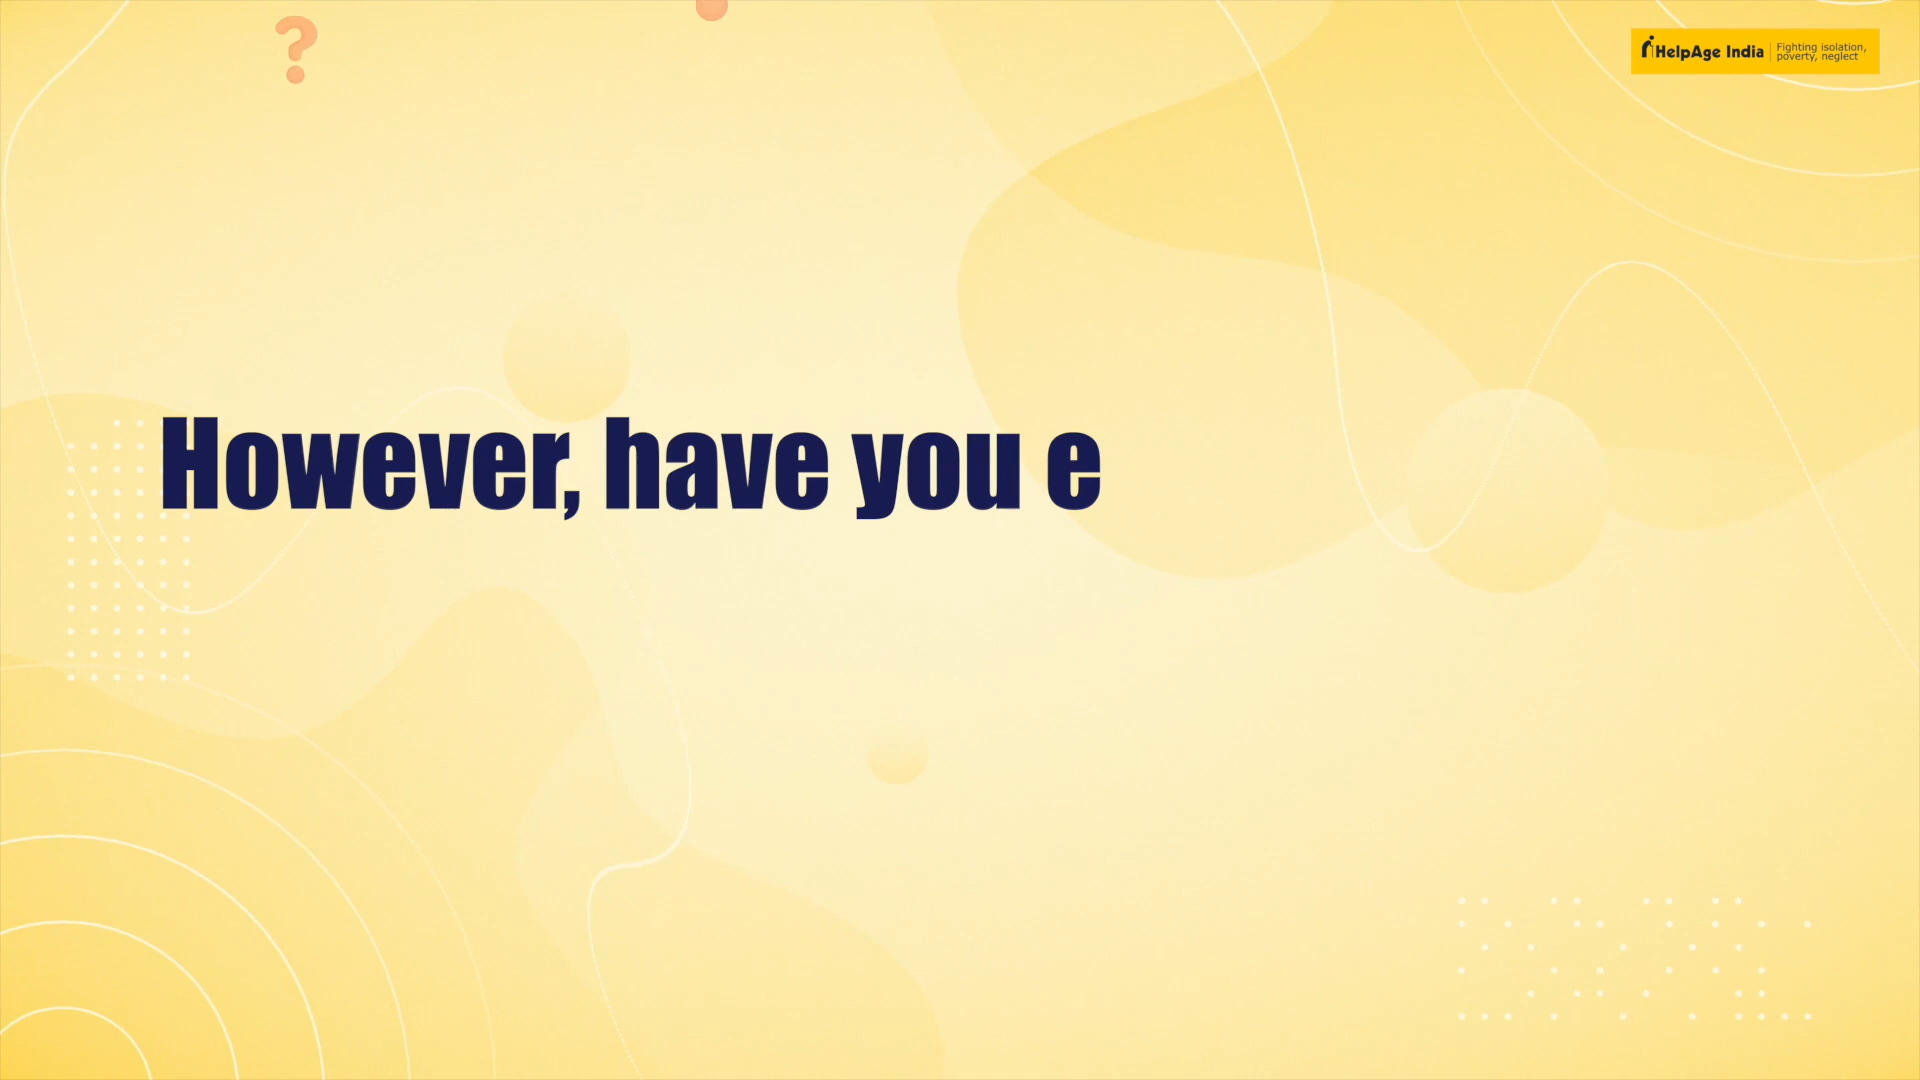 ?
HelpAge India
Fighting isolation,
poverty, neglect
However, have you e